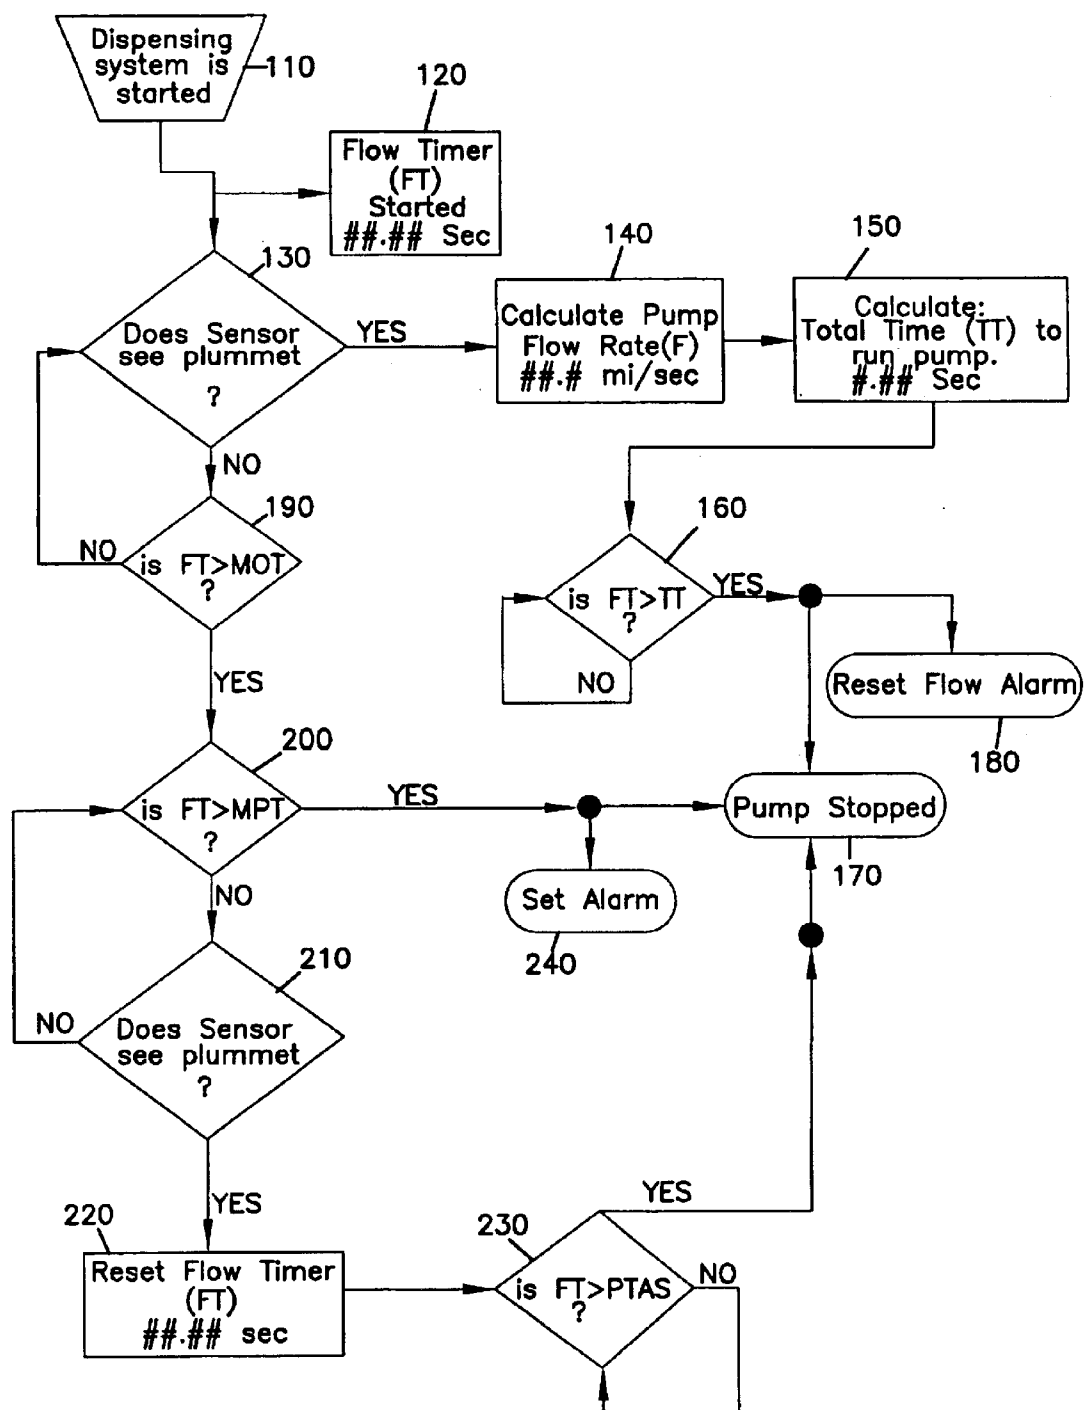 Dispensing
system is
started
110
120
Flow Timer
(FT)
Started
##.## Sec
130
Does Sensor
see plummet
?
YES
140
Calculate Pump
Flow Rate(F)
##.# mi/sec
150
Calculate:
Total Time (TT) to
run pump.
#.## Sec
NO
190
is FT>MOT
?
NO
YES
160
is FT>TT
?
YES
NO
Reset Flow Alarm
180
200
is FT>MPT
?
YES
Pump Stopped
170
Set Alarm
240
NO
210
Does Sensor
see plummet
?
NO
YES
220
Reset Flow Timer
(FT)
##.## sec
230
is FT>PTAS
?
YES
NO